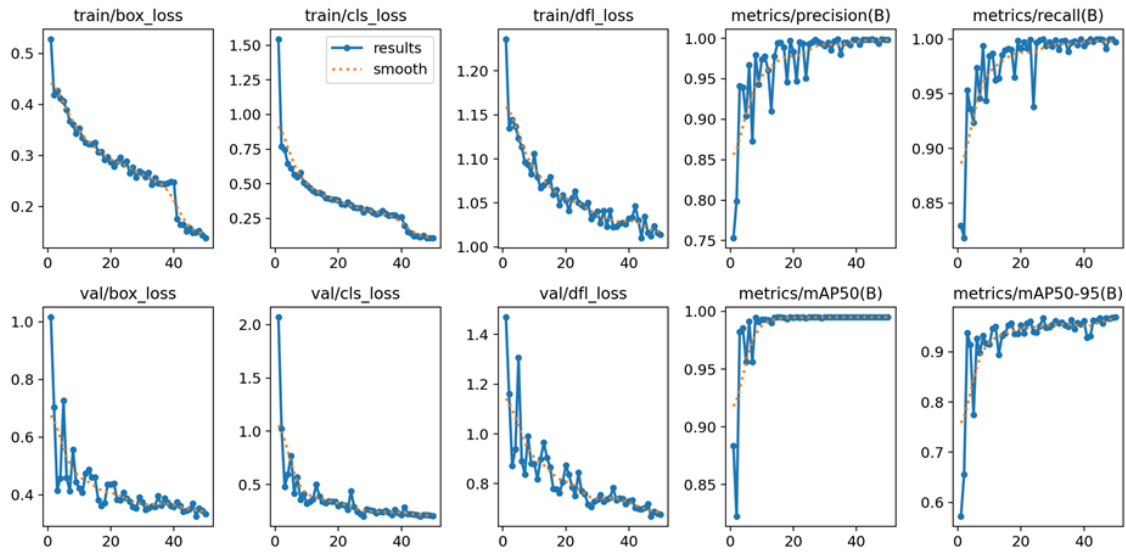 train/box_loss
0.5
0.4
0.3
0.2
0 20 40
train/cls_loss
results
smooth
1.50
1.25
1.00
0.75
0.50
0.25
0 20 40
train/dfl_loss
1.20
1.15
1.10
1.05
1.00
0 20 40
metrics/precision(B)
1.00
0.95
0.90
0.85
0.80
0.75
0 20 40
metrics/recall(B)
1.00
0.95
0.90
0.85
0 20 40
val/box_loss
1.0
0.8
0.6
0.4
0 20 40
val/cls_loss
2.0
1.5
1.0
0.5
0 20 40
val/dfl_loss
1.4
1.2
1.0
0.8
0 20 40
metrics/mAP50(B)
1.00
0.95
0.90
0.85
0 20 40
metrics/mAP50-95(B)
0.9
0.8
0.7
0.6
0 20 40